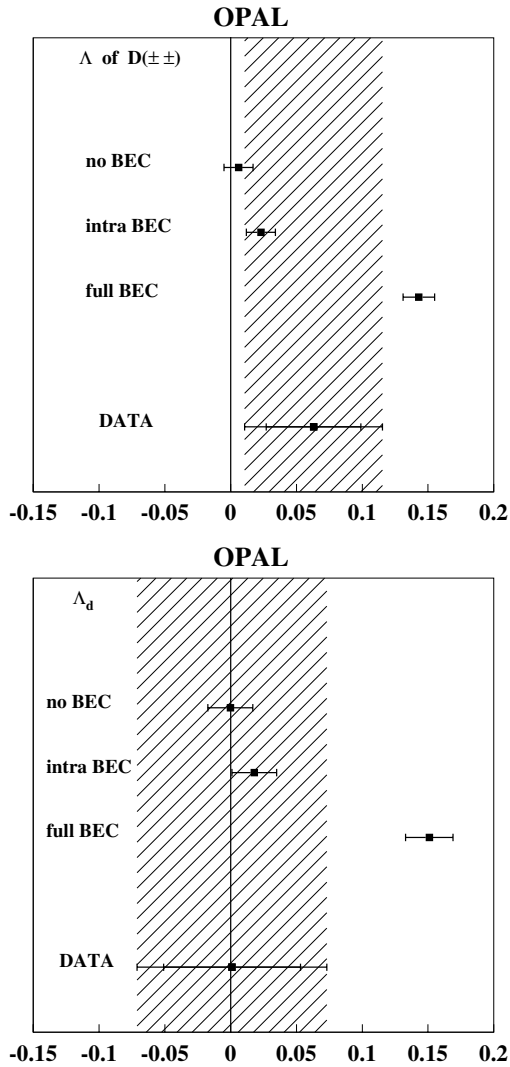 OPAL
Λ of D(± ±)
no BEC
intra BEC
full BEC
DATA
-0.15 -0.1 -0.05 0 0.05 0.1 0.15 0.2
OPAL
Λd
no BEC
intra BEC
full BEC
DATA
-0.15 -0.1 -0.05 0 0.05 0.1 0.15 0.2